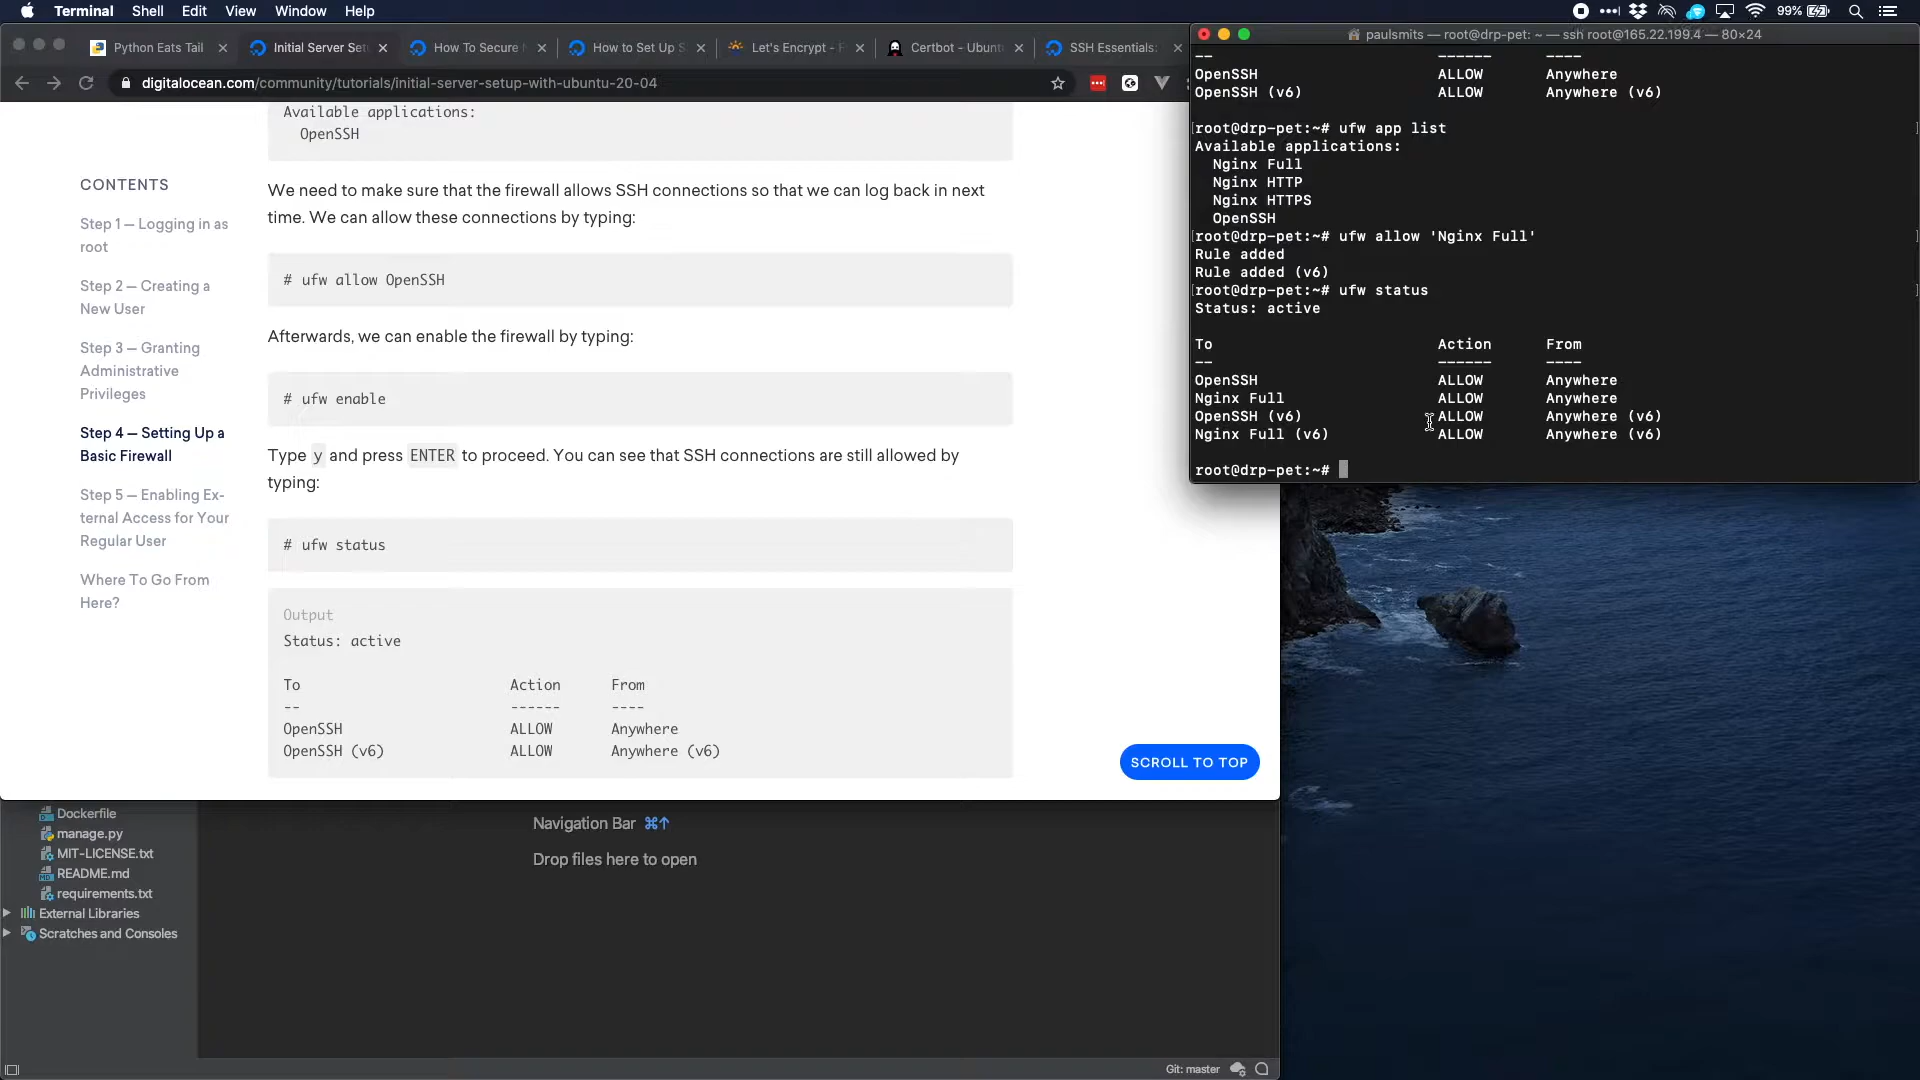 Terminal Shell Edit View Window Help
99%
Python Eats Tail
Initial Server Set
How To Secure
How to Set Up S
Let's Encrypt - F
Certbot - Ubunt
SSH Essentials:
digitalocean.com/community/tutorials/initial-server-setup-with-ubuntu-20-04
CONTENTS
Step 1 — Logging in as
root
Step 2 — Creating a
New User
Step 3 — Granting
Administrative
Privileges
Step 4 — Setting Up a
Basic Firewall
Step 5 — Enabling Ex-
ternal Access for Your
Regular User
Where To Go From
Here?
Available applications:
OpenSSH
We need to make sure that the firewall allows SSH connections so that we can log back in next
time. We can allow these connections by typing:
# ufw allow OpenSSH
Afterwards, we can enable the firewall by typing:
# ufw enable
Type y and press ENTER to proceed. You can see that SSH connections are still allowed by
typing:
# ufw status
Output
Status: active
To Action From
-- ------ ----
OpenSSH ALLOW Anywhere
OpenSSH (v6) ALLOW Anywhere (v6)
SCROLL TO TOP
paulsmits — root@drp-pet: ~ — ssh root@165.22.199.4 — 80×24
-- ------ ----
OpenSSH ALLOW Anywhere
OpenSSH (v6) ALLOW Anywhere (v6)
[root@drp-pet:~# ufw app list ]
Available applications:
Nginx Full
Nginx HTTP
Nginx HTTPS
OpenSSH
[root@drp-pet:~# ufw allow 'Nginx Full' ]
Rule added
Rule added (v6)
[root@drp-pet:~# ufw status ]
Status: active
To Action From
-- ------ ----
OpenSSH ALLOW Anywhere
Nginx Full ALLOW Anywhere
OpenSSH (v6) ALLOW Anywhere (v6)
Nginx Full (v6) ALLOW Anywhere (v6)
root@drp-pet:~#
Dockerfile
manage.py
MIT-LICENSE.txt
README.md
requirements.txt
External Libraries
Scratches and Consoles
Navigation Bar ⌘↑
Drop files here to open
Git: master